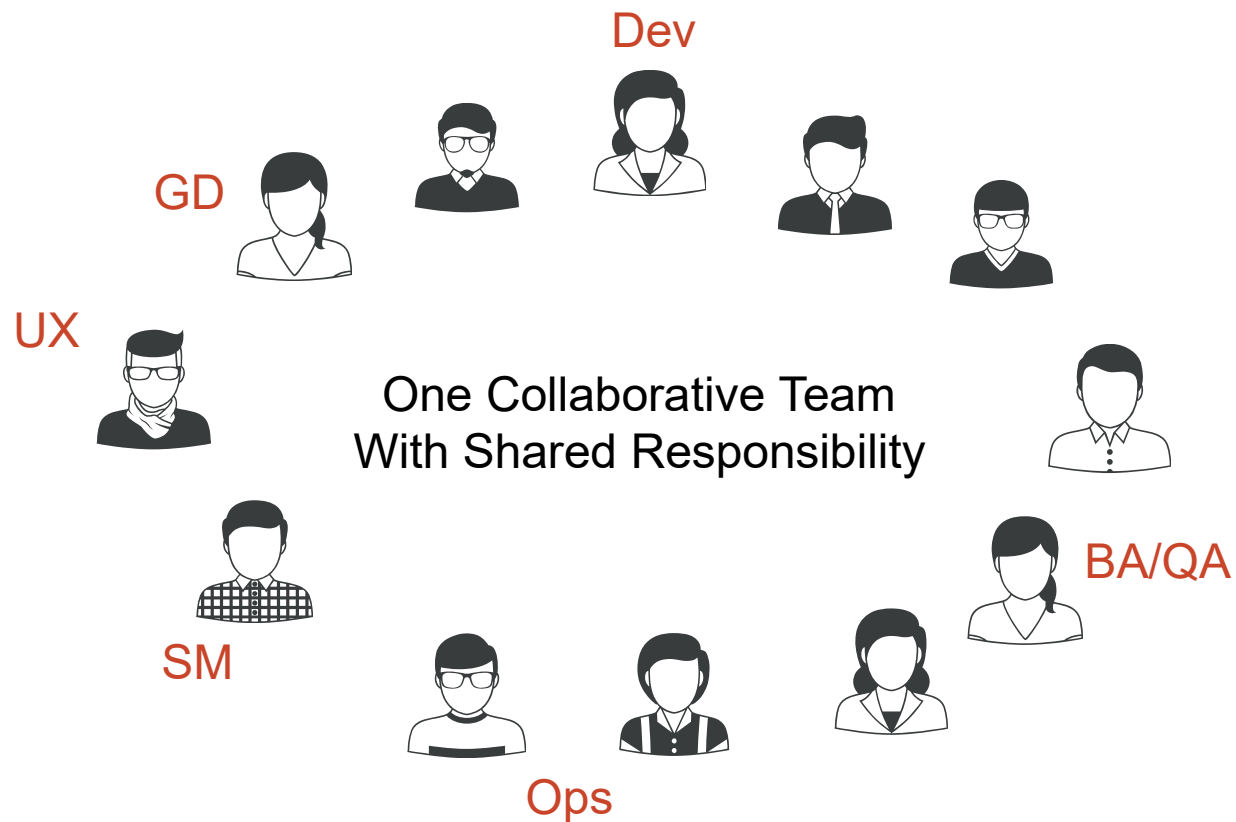 Dev
GD
UX
One Collaborative Team
With Shared Responsibility
BA/QA
SM
Ops